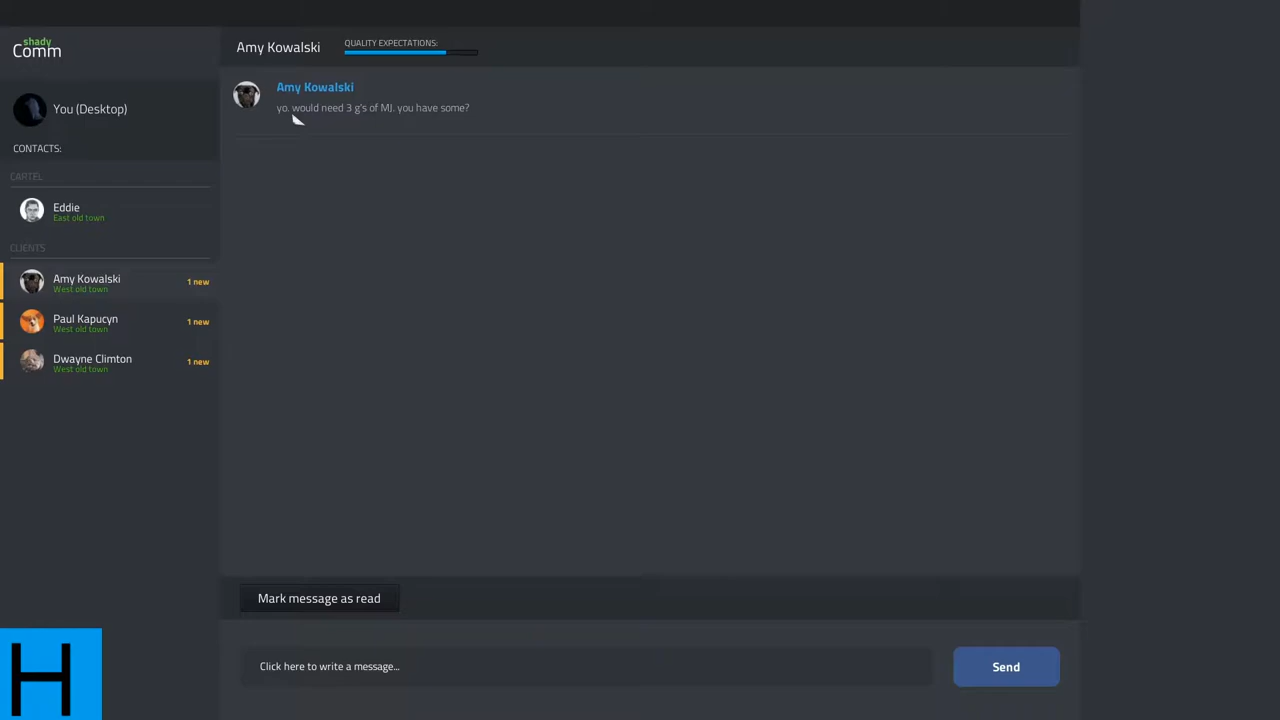 shady
Comm
You (Desktop)
CONTACTS:
CARTEL
Eddie
East old town
CLIENTS
Amy Kowalski
West old town
1 new
Paul Kapucyn
West old town
1 new
Dwayne Climton
West old town
1 new
Amy Kowalski
QUALITY EXPECTATIONS:
Amy Kowalski
yo. would need 3 g's of MJ. you have some?
Mark message as read
Click here to write a message...
Send
H